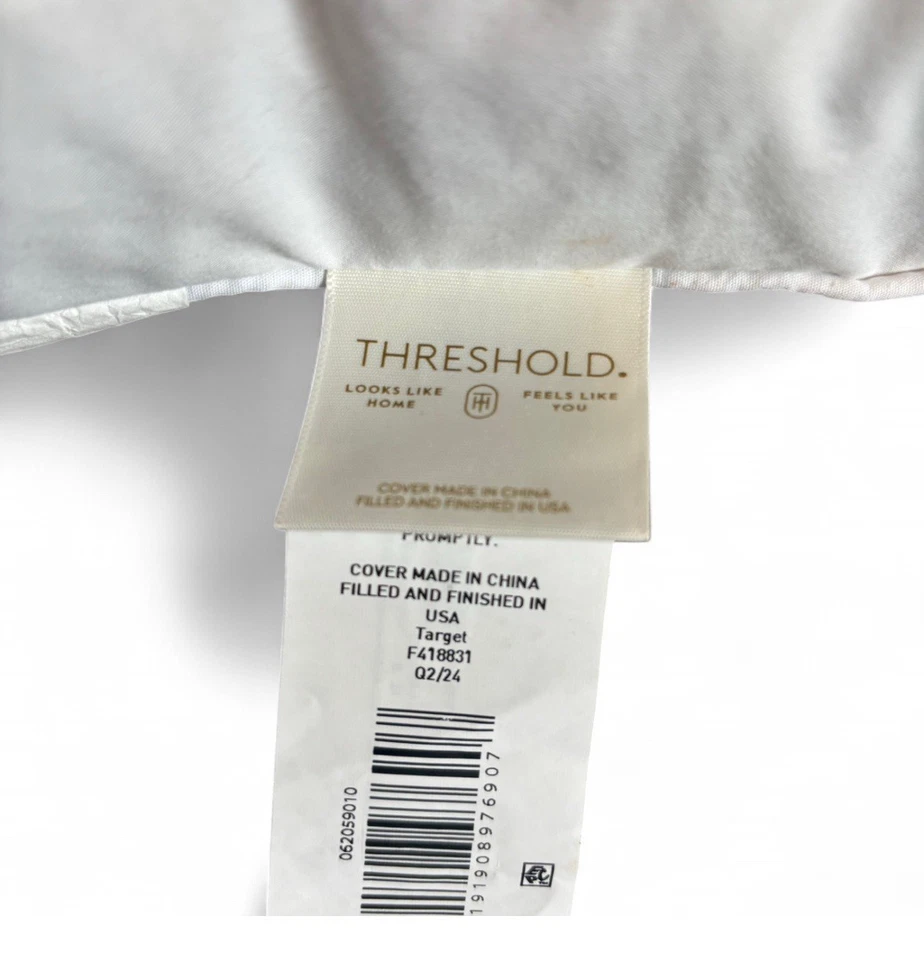 THRESHOLD.
LOOKS LIKE HOME
FEELS LIKE YOU
COVER MADE IN CHINA
FILLED AND FINISHED IN USA
PROMPTLY.
COVER MADE IN CHINA
FILLED AND FINISHED IN
USA
Target
F418831
Q2/24
062059010
191908976907